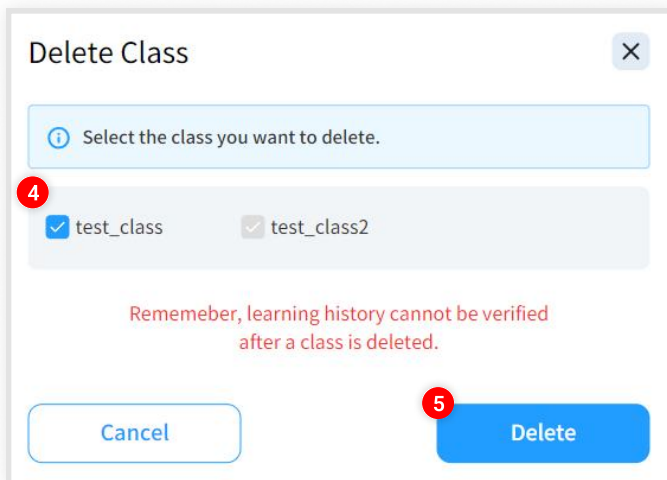 Delete Class
Select the class you want to delete.
4
test_class test_class2
Rememeber, learning history cannot be verified
after a class is deleted.
5
Cancel Delete